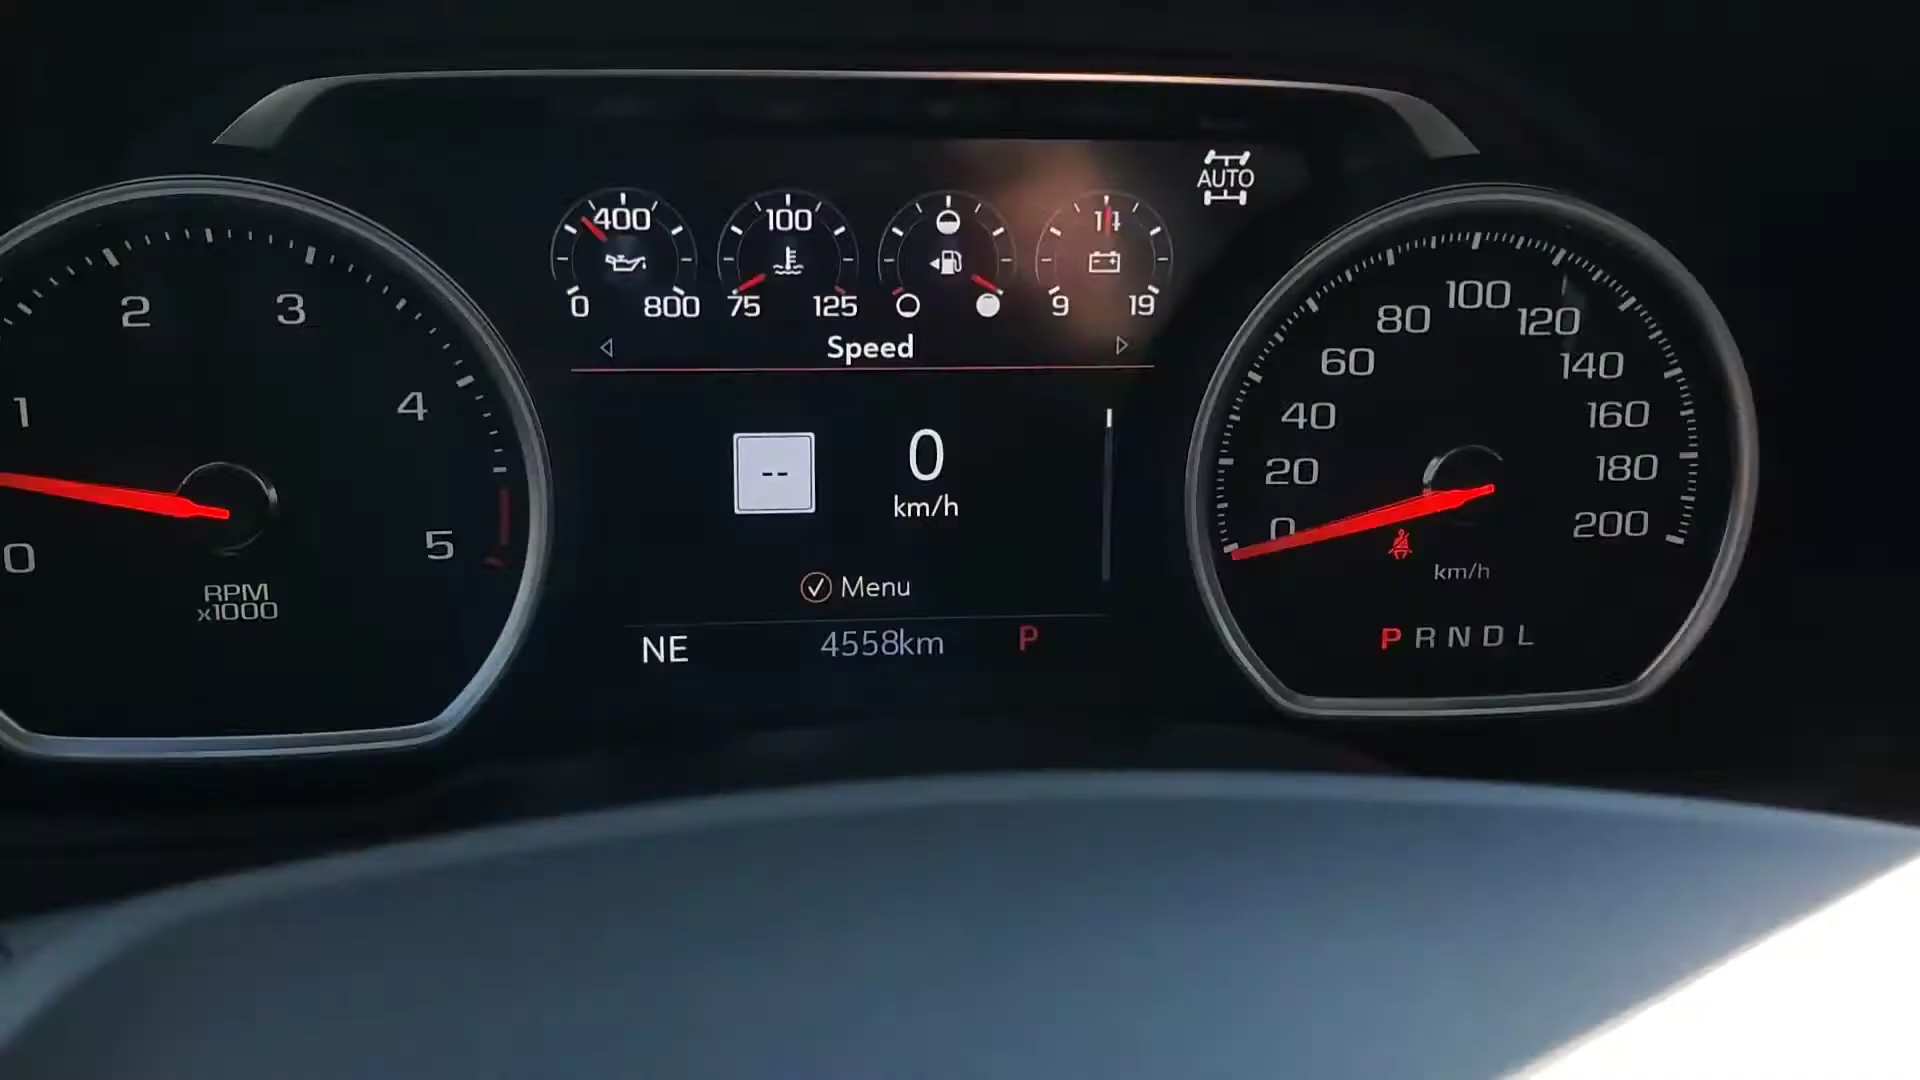 AUTO
400
0 800
100
75 125
14
9 19
Speed
--
0
km/h
Menu
NE 4558km P
0 1 2 3 4 5
RPM
x1000
0 20 40 60 80 100 120 140 160 180 200
km/h
P R N D L